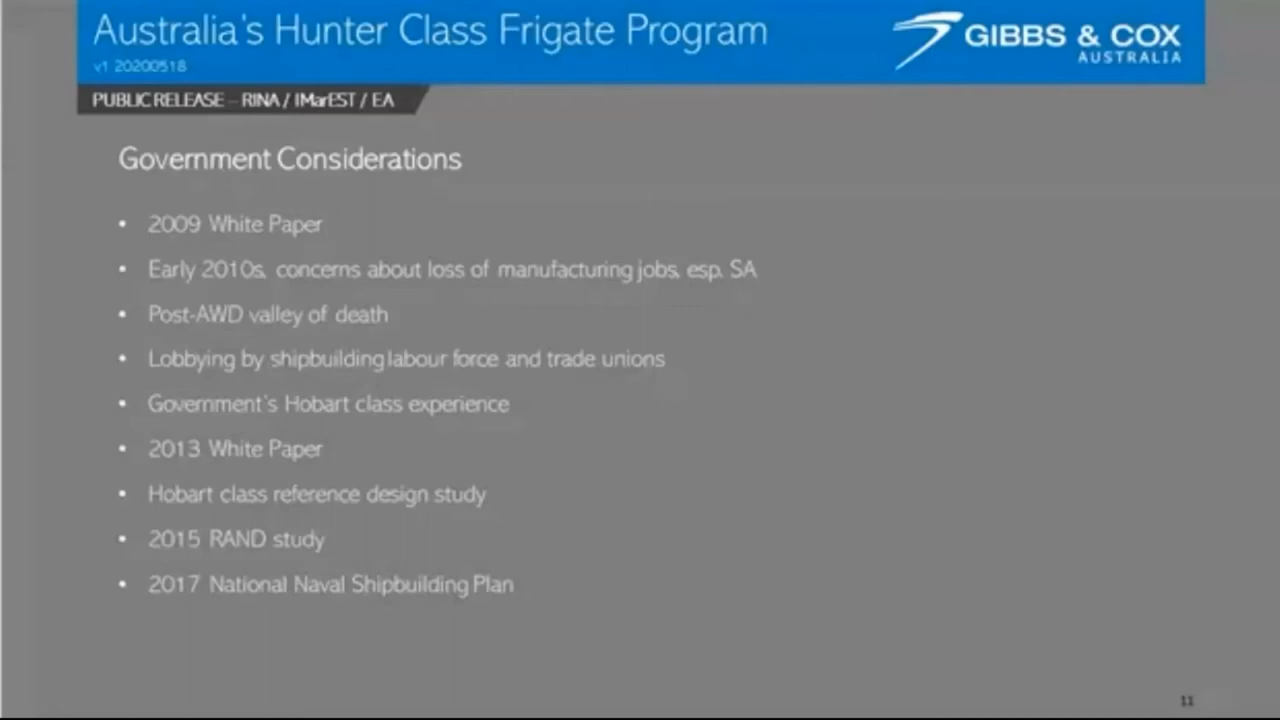 Australia's Hunter Class Frigate Program
v1 20200518
GIBBS & COX
AUSTRALIA
PUBLIC RELEASE – RINA / IMarEST / EA
Government Considerations
• 2009 White Paper
• Early 2010s, concerns about loss of manufacturing jobs, esp. SA
• Post-AWD valley of death
• Lobbying by shipbuilding labour force and trade unions
• Government's Hobart class experience
• 2013 White Paper
• Hobart class reference design study
• 2015 RAND study
• 2017 National Naval Shipbuilding Plan
11